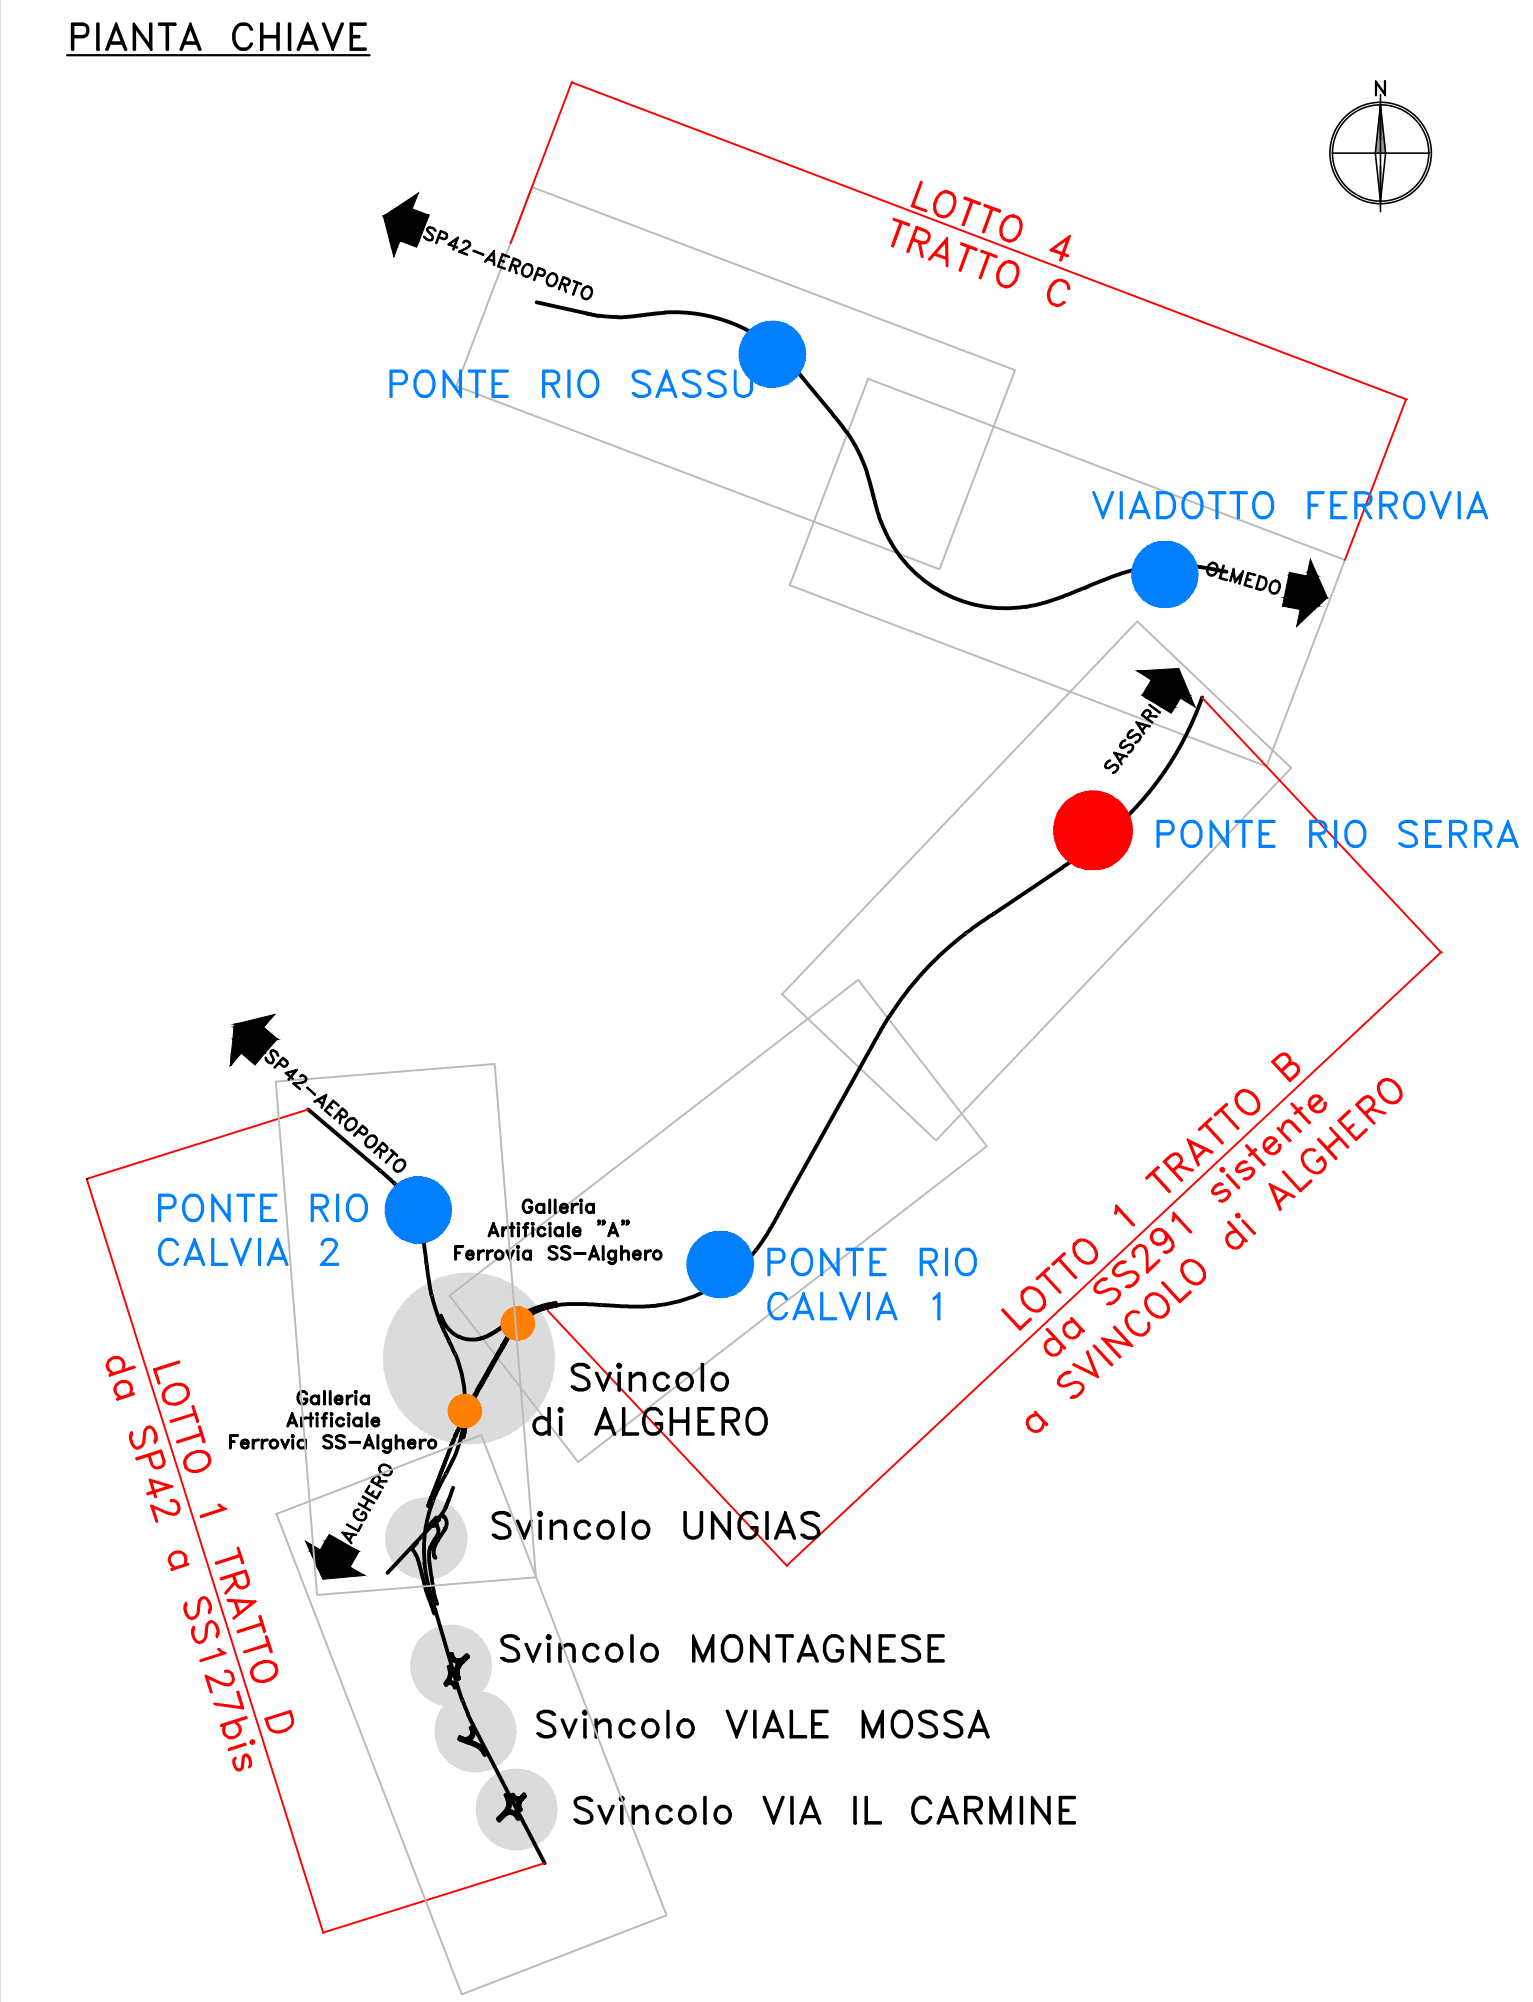 PIANTA CHIAVE
N
LOTTO 4
TRATTO C
SP42-AEROPORTO
PONTE RIO SASSU
VIADOTTO FERROVIA
OLMEDO
SASSARI
PONTE RIO SERRA
SP42-AEROPORTO
PONTE RIO
CALVIA 2
Galleria
Artificiale "A"
Ferrovia SS-Alghero
PONTE RIO
CALVIA 1
LOTTO 1 TRATTO B
da SS291 sistente
a SVINCOLO di ALGHERO
Svincolo
di ALGHERO
Galleria
Artificiale
Ferrovia SS-Alghero
ALGHERO
LOTTO 1 TRATTO D
da SP42 a SS127bis
Svincolo UNGIAS
Svincolo MONTAGNESE
Svincolo VIALE MOSSA
Svincolo VIA IL CARMINE